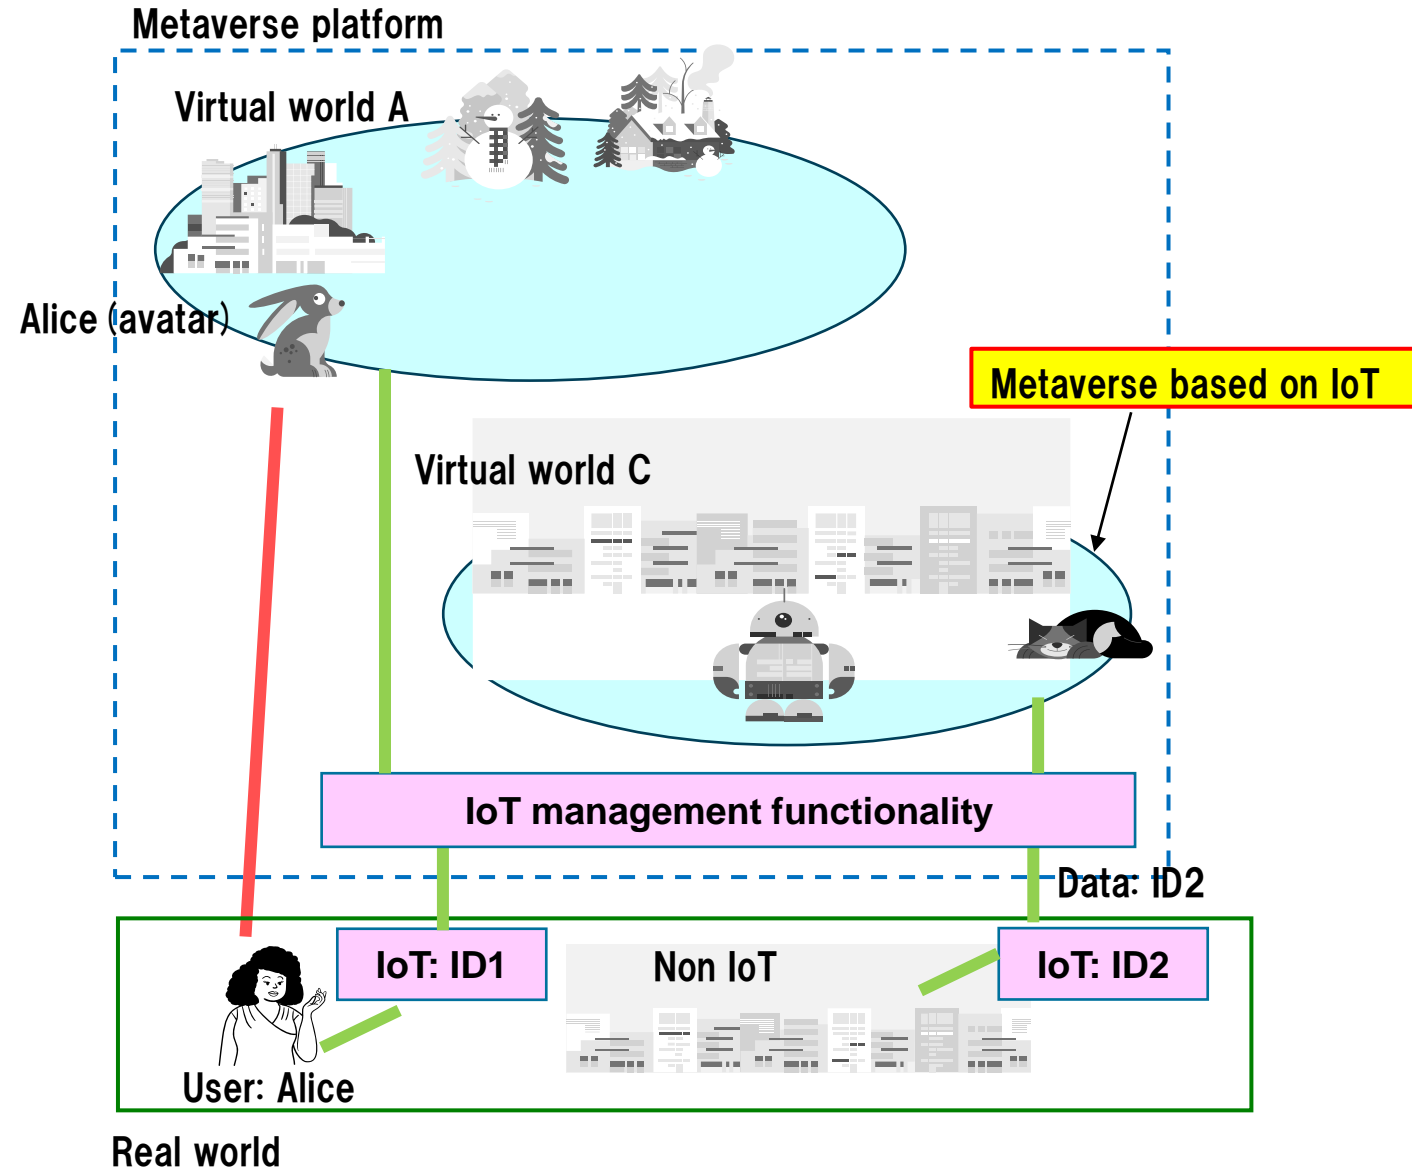 Metaverse platform
Virtual world A
Alice (avatar)
Metaverse based on IoT
Virtual world C
IoT management functionality
Data: ID2
IoT: ID1
Non IoT
IoT: ID2
User: Alice
Real world